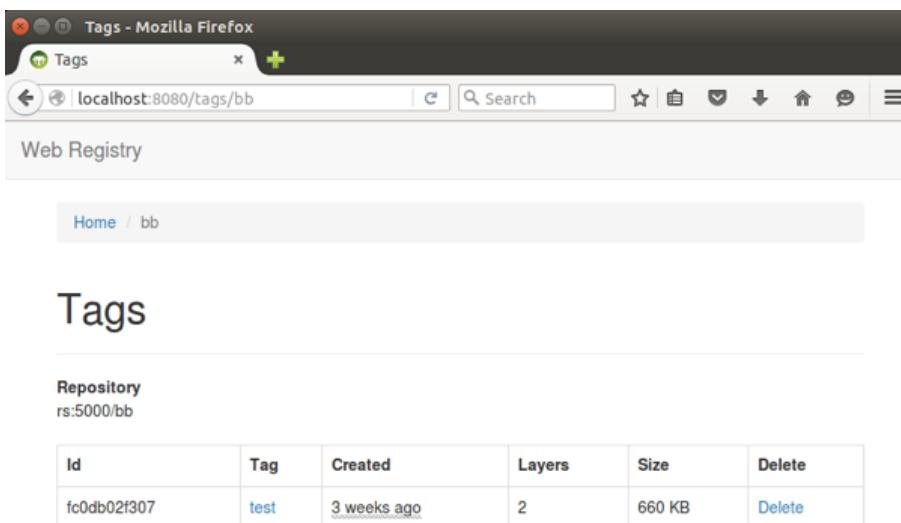 Tags - Mozilla Firefox
Tags
localhost:8080/tags/bb
Search
Web Registry
Home / bb
Tags
Repository
rs:5000/bb
Id Tag Created Layers Size Delete
fc0db02f307 test 3 weeks ago 2 660 KB Delete